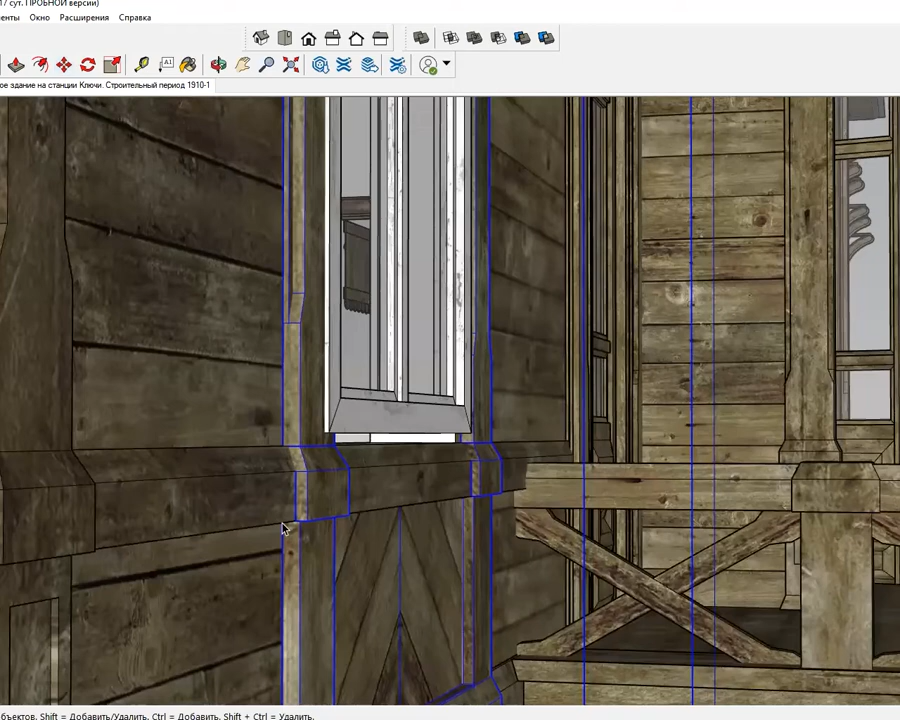 17 сут. ПРОБНОЙ версии)
енты Окно Расширения Справка
A1
ое здание на станции Ключи. Строительный период 1910-1
бъектов. Shift = Добавить/Удалить. Ctrl = Добавить. Shift + Ctrl = Удалить.